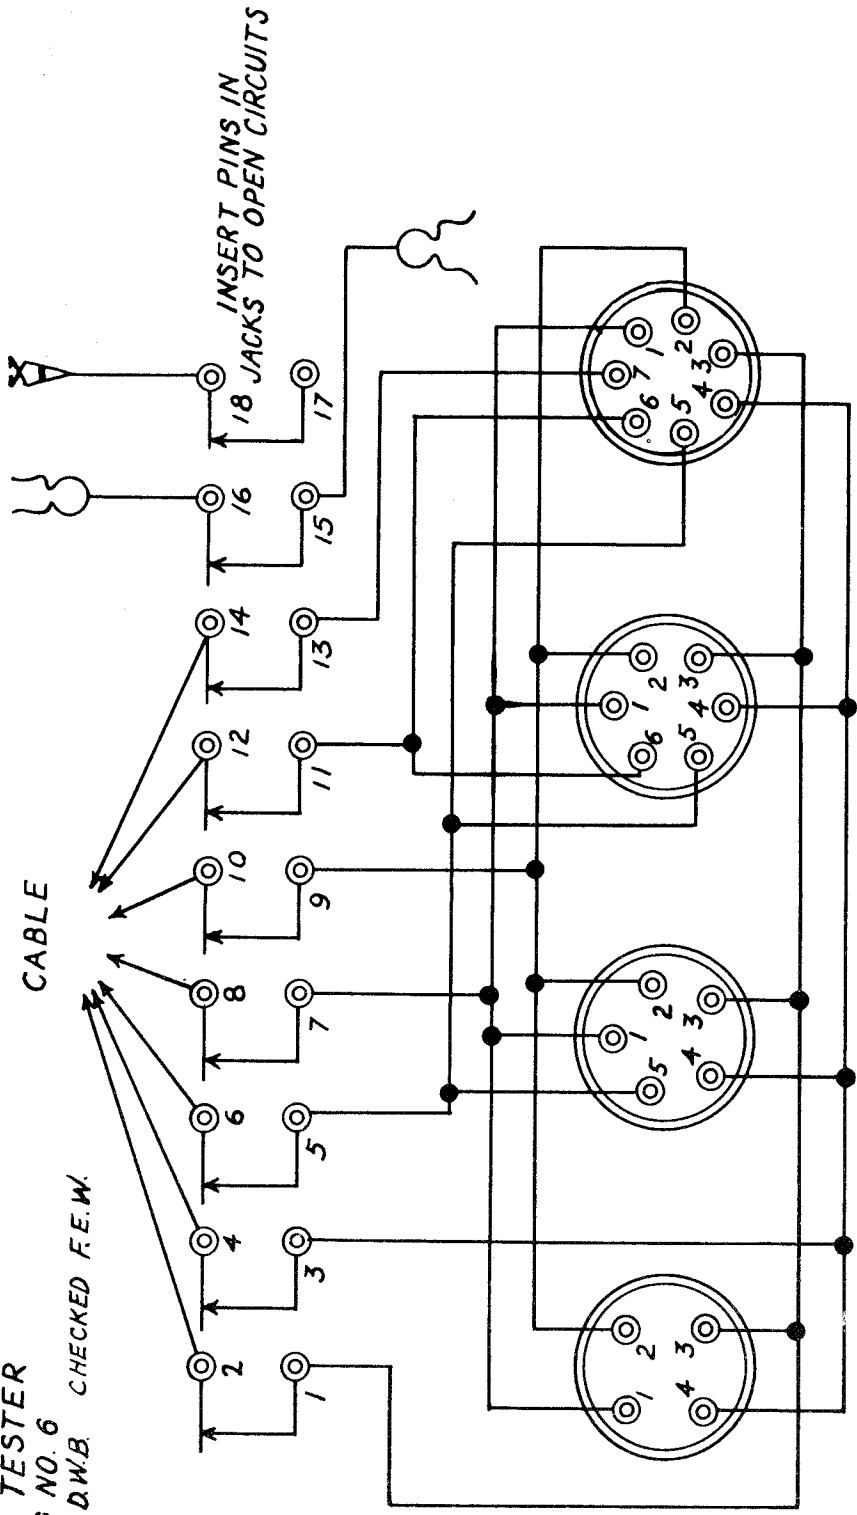 TESTER
NO. 6
D.W.B. CHECKED F.E.W.
CABLE
INSERT PINS IN
JACKS TO OPEN CIRCUITS
2 4 6 8 10 12 14 16 18
1 3 5 7 9 11 13 15 17
1 2
4 3
5 1 2
4 3
6 1 2
5 4 3
6 7 1
5 2
4 3